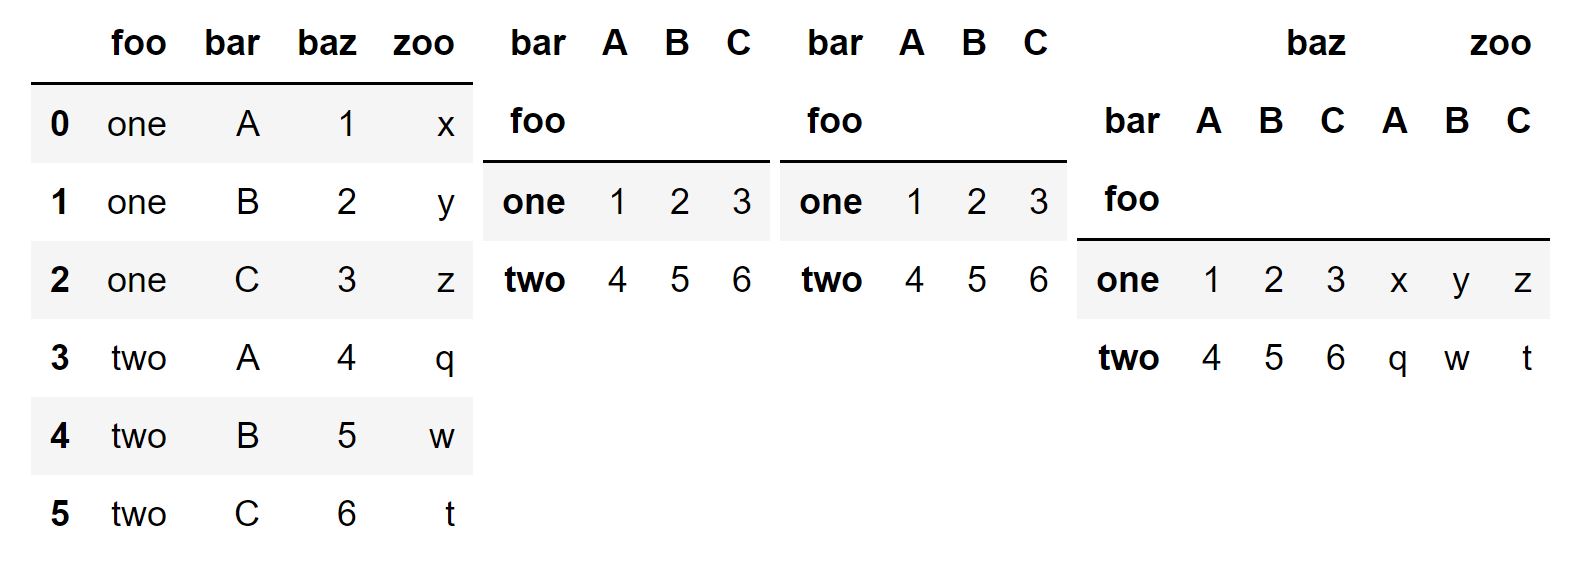 foo bar baz zoo
0 one A 1 x
1 one B 2 y
2 one C 3 z
3 two A 4 q
4 two B 5 w
5 two C 6 t
bar A B C
foo
one 1 2 3
two 4 5 6
bar A B C
foo
one 1 2 3
two 4 5 6
baz zoo
bar A B C A B C
foo
one 1 2 3 x y z
two 4 5 6 q w t